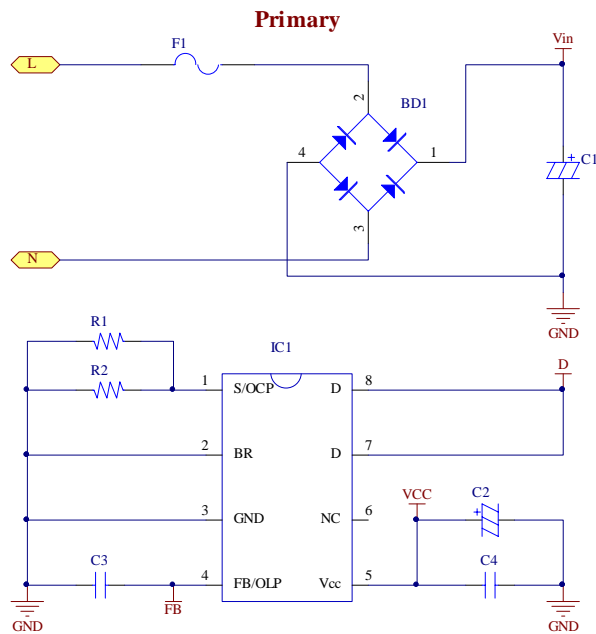 Primary
F1
Vin
L
2
BD1
4
1
C1
3
N
GND
R1
IC1
R2
1
S/OCP
D
8
D
2
BR
D
7
VCC
C2
3
GND
NC
6
C3
4
FB/OLP
Vcc
5
C4
FB
GND
GND